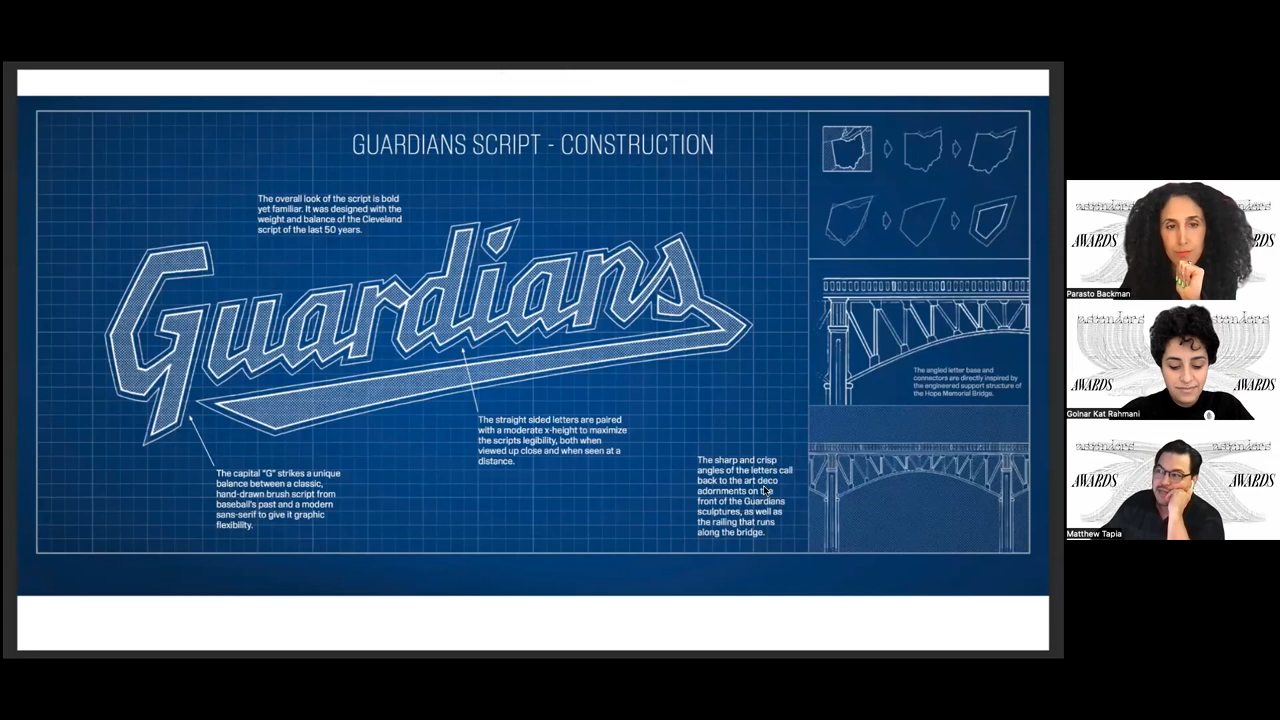 GUARDIANS SCRIPT - CONSTRUCTION
The overall look of the script is bold
yet familiar. It was designed with the
weight and balance of the Cleveland
script of the last 50 years.
Guardians
The capital "G" strikes a unique
balance between a classic,
hand-drawn brush script from
baseball's past and a modern
sans-serif to give it graphic
flexibility.
The straight sided letters are paired
with a moderate x-height to maximize
the scripts legibility, both when
viewed up close and when seen at a
distance.
The sharp and crisp
angles of the letters call
back to the art deco
adornments on the
front of the Guardians
sculptures, as well as
the railing that runs
along the bridge.
The angled letter base and
connectors are directly inspired by
the engineered support structure of
the Hope Memorial Bridge.
AWARDS
Parasto Backman
AWARDS
AWARDS
Golnar Kat Rahmani
AWARDS
AWARDS
Matthew Tapia